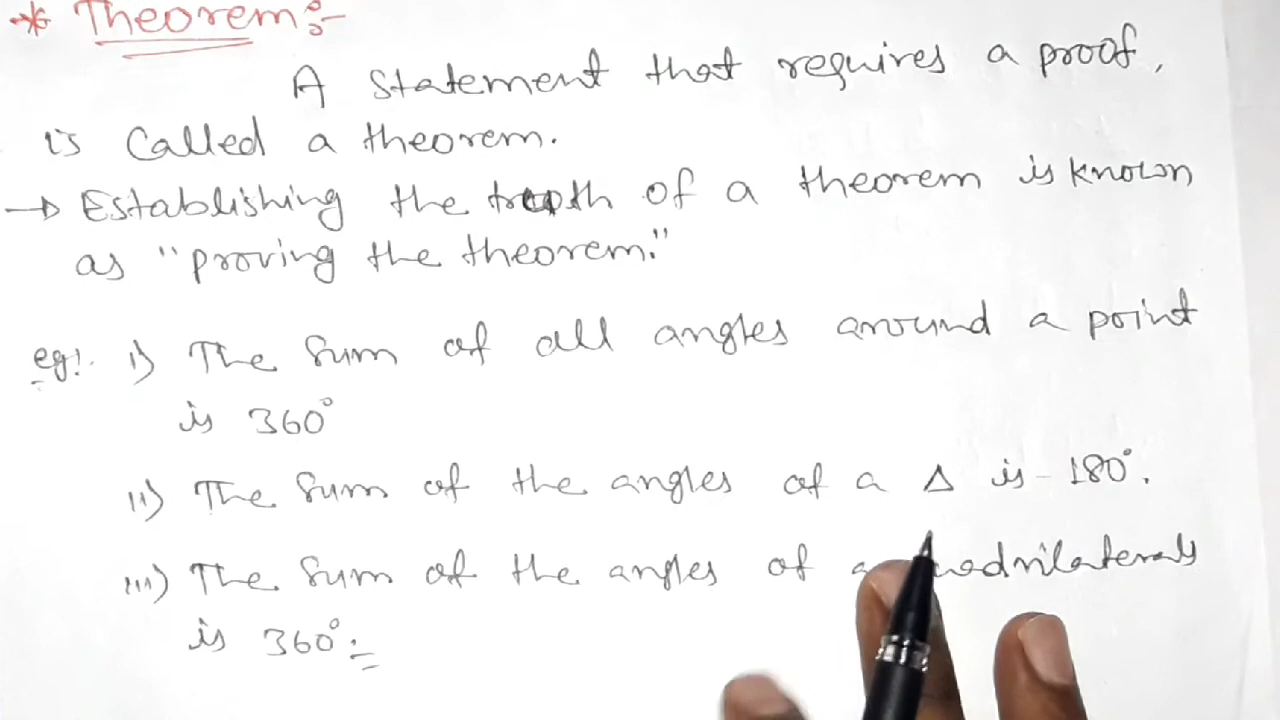 * Theorem:-
A Statement that requires a proof,
is Called a theorem.
→ Establishing the truth of a theorem is known
as "proving the theorem."
eg:. i) The Sum of all angles around a point
is 360°
ii) The Sum of the angles of a Δ is 180°.
iii) The Sum of the angles of a
is 360°.